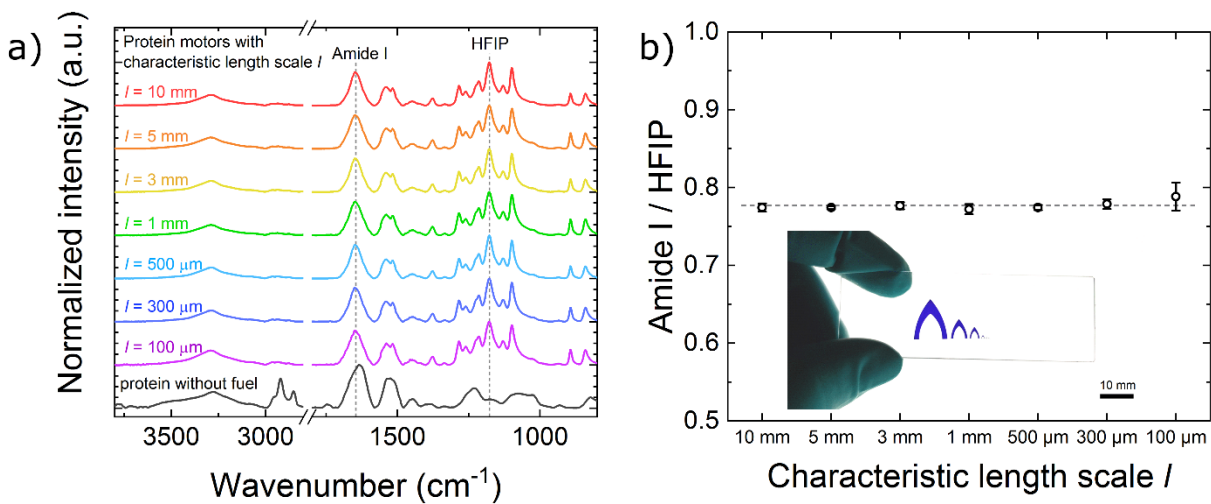 a)
Normalized intensity (a.u.)
Protein motors with
characteristic length scale l
Amide I
HFIP
l = 10 mm
l = 5 mm
l = 3 mm
l = 1 mm
l = 500 μm
l = 300 μm
l = 100 μm
protein without fuel
3750 3000 1500 1000
Wavenumber (cm⁻¹)
b)
Amide I / HFIP
1.0
0.9
0.8
0.7
0.6
0.5
10 mm
10 mm 5 mm 3 mm 1 mm 500 μm 300 μm 100 μm
Characteristic length scale l